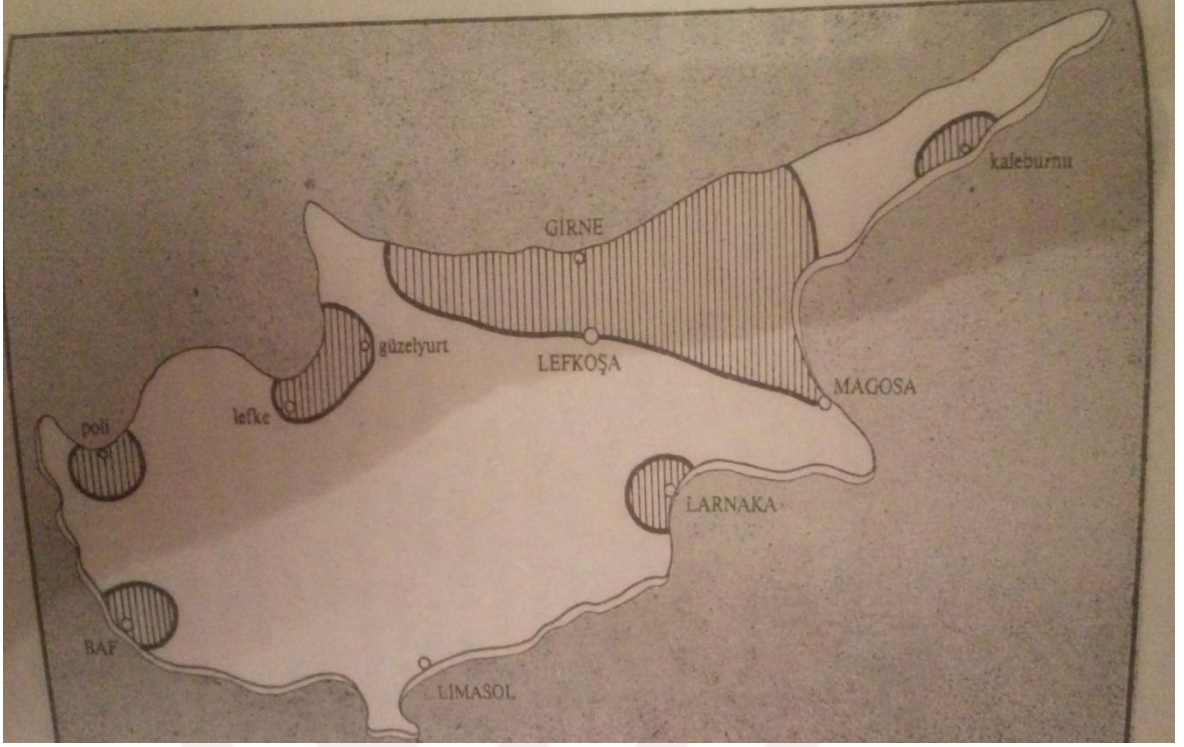 kaleburnu
GİRNE
güzelyurt
LEFKOŞA
MAGOSA
lefke
poli
LARNAKA
BAF
LİMASOL